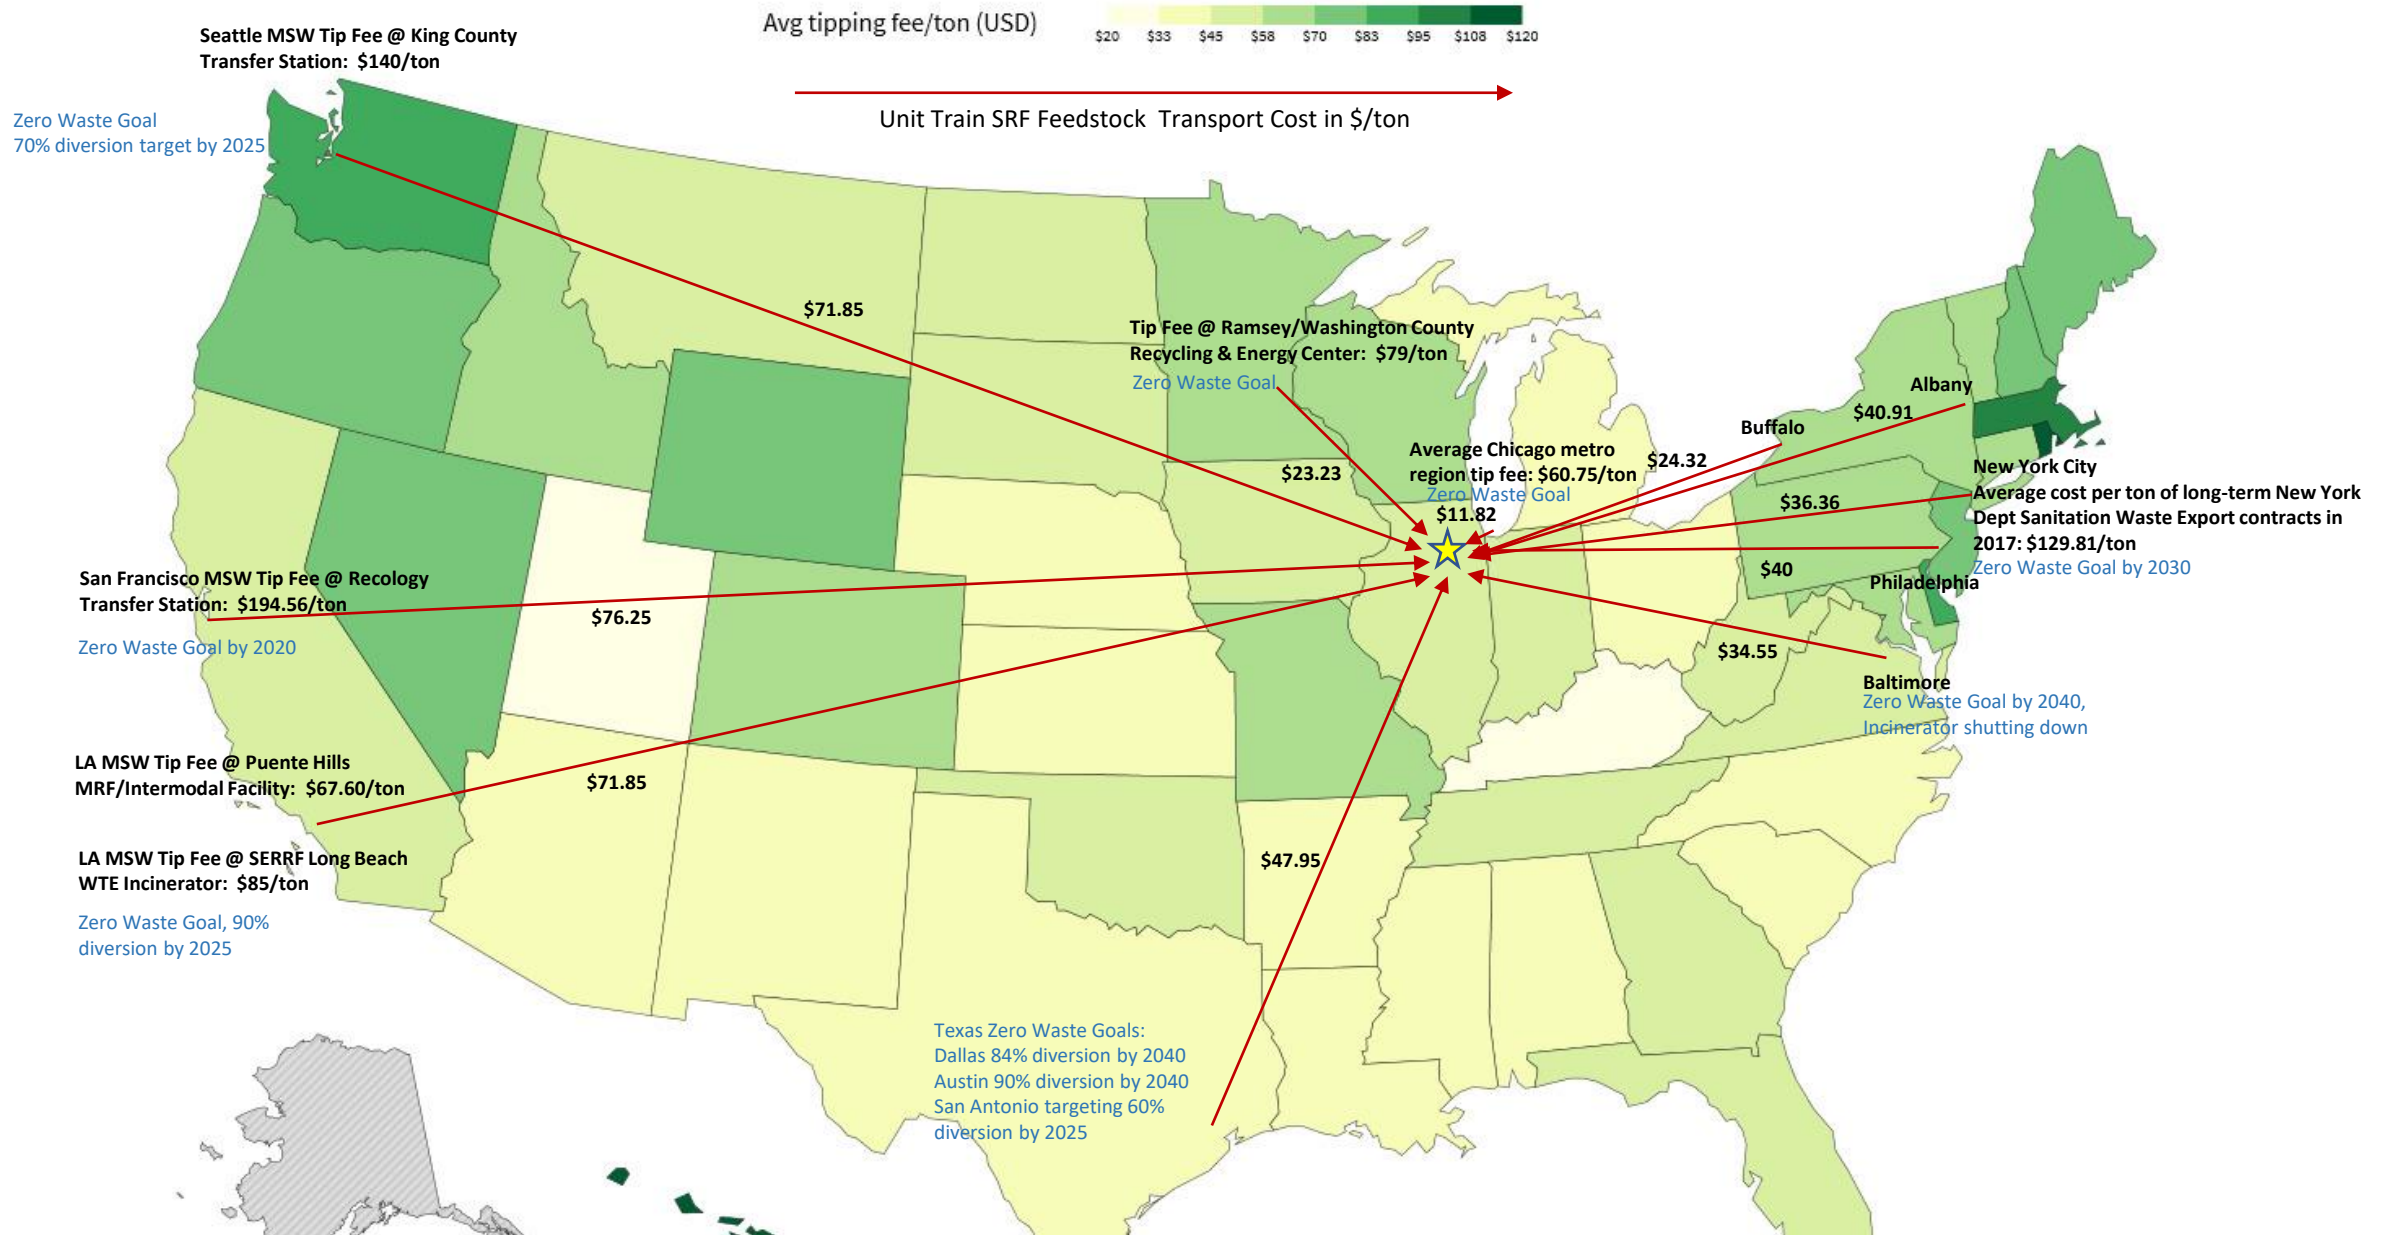 Avg tipping fee/ton (USD)
$20 $33 $45 $58 $70 $83 $95 $108 $120
Unit Train SRF Feedstock Transport Cost in $/ton
Seattle MSW Tip Fee @ King County
Transfer Station: $140/ton
Zero Waste Goal
70% diversion target by 2025
$71.85
Tip Fee @ Ramsey/Washington County
Recycling & Energy Center: $79/ton
Zero Waste Goal
$23.23
Average Chicago metro
region tip fee: $60.75/ton
Zero Waste Goal
$11.82
$24.32
Buffalo
Albany
$40.91
New York City
Average cost per ton of long-term New York
Dept Sanitation Waste Export contracts in
2017: $129.81/ton
Zero Waste Goal by 2030
$36.36
$40
Philadelphia
$34.55
Baltimore
Zero Waste Goal by 2040,
Incinerator shutting down
San Francisco MSW Tip Fee @ Recology
Transfer Station: $194.56/ton
Zero Waste Goal by 2020
$76.25
LA MSW Tip Fee @ Puente Hills
MRF/Intermodal Facility: $67.60/ton
$71.85
LA MSW Tip Fee @ SERRF Long Beach
WTE Incinerator: $85/ton
Zero Waste Goal, 90%
diversion by 2025
$47.95
Texas Zero Waste Goals:
Dallas 84% diversion by 2040
Austin 90% diversion by 2040
San Antonio targeting 60%
diversion by 2025